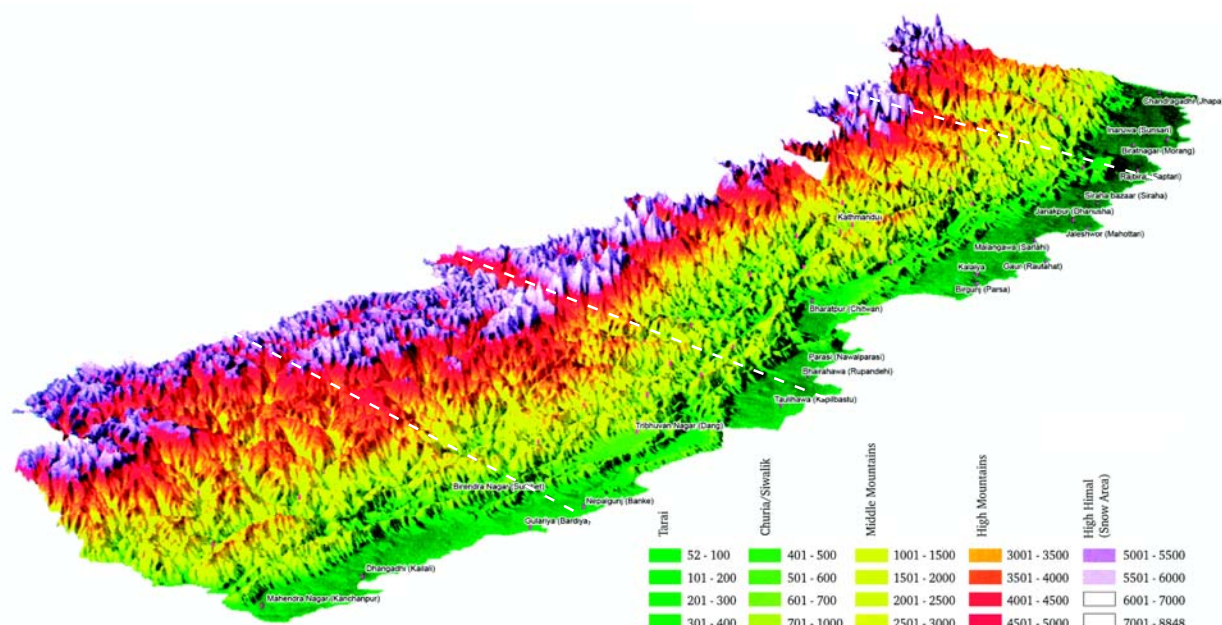 Chandragadhi (Jhapa)
Inaruwa (Sunsari)
Biratnagar (Morang)
Siraha bazaar (Siraha)
Janakpur (Dhanusha)
Jaleshwor (Mahottari)
Kathmandu
Malangawa (Sarlahi)
Kalaiya
Gaur (Rautahat)
Birgunj (Parsa)
Bharatpur (Chitwan)
Parasi (Nawalparasi)
Bhairahawa (Rupandehi)
Taulihawa (Kapilbastu)
Tribhuvan Nagar (Dang)
Birendra Nagar
Nepalgunj (Banke)
Gulariya (Bardiya)
Dhangadhi (Kailali)
Mahendra Nagar (Kanchanpur)
Tarai
52 - 100
101 - 200
201 - 300
301 - 400
Churia/Siwalik
401 - 500
501 - 600
601 - 700
701 - 1000
Middle Mountains
1001 - 1500
1501 - 2000
2001 - 2500
2501 - 3000
High Mountains
3001 - 3500
3501 - 4000
4001 - 4500
4501 - 5000
High Himal
(Snow Area)
5001 - 5500
5501 - 6000
6001 - 7000
7001 - 8848